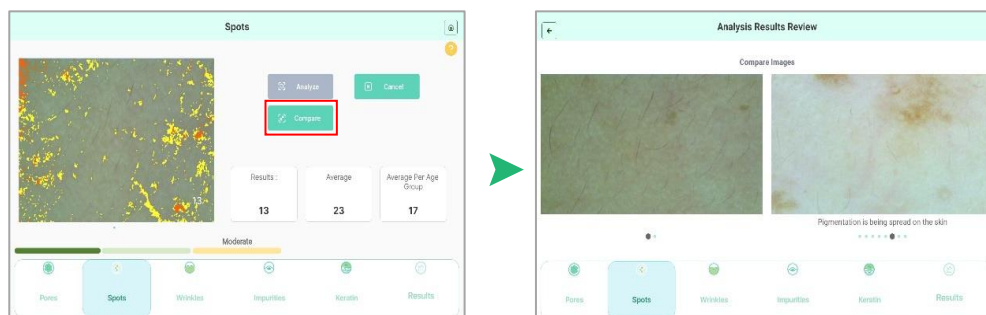 Spots
Analyze
Cancel
Compare
13
Results :
Average
Average Per Age
Group
13
23
17
Moderate
Pores
Spots
Wrinkles
Impurities
Keratin
Results
Analysis Results Review
Compare Images
Pigmentation is being spread on the skin
Pores
Spots
Wrinkles
Impurities
Keratin
Results